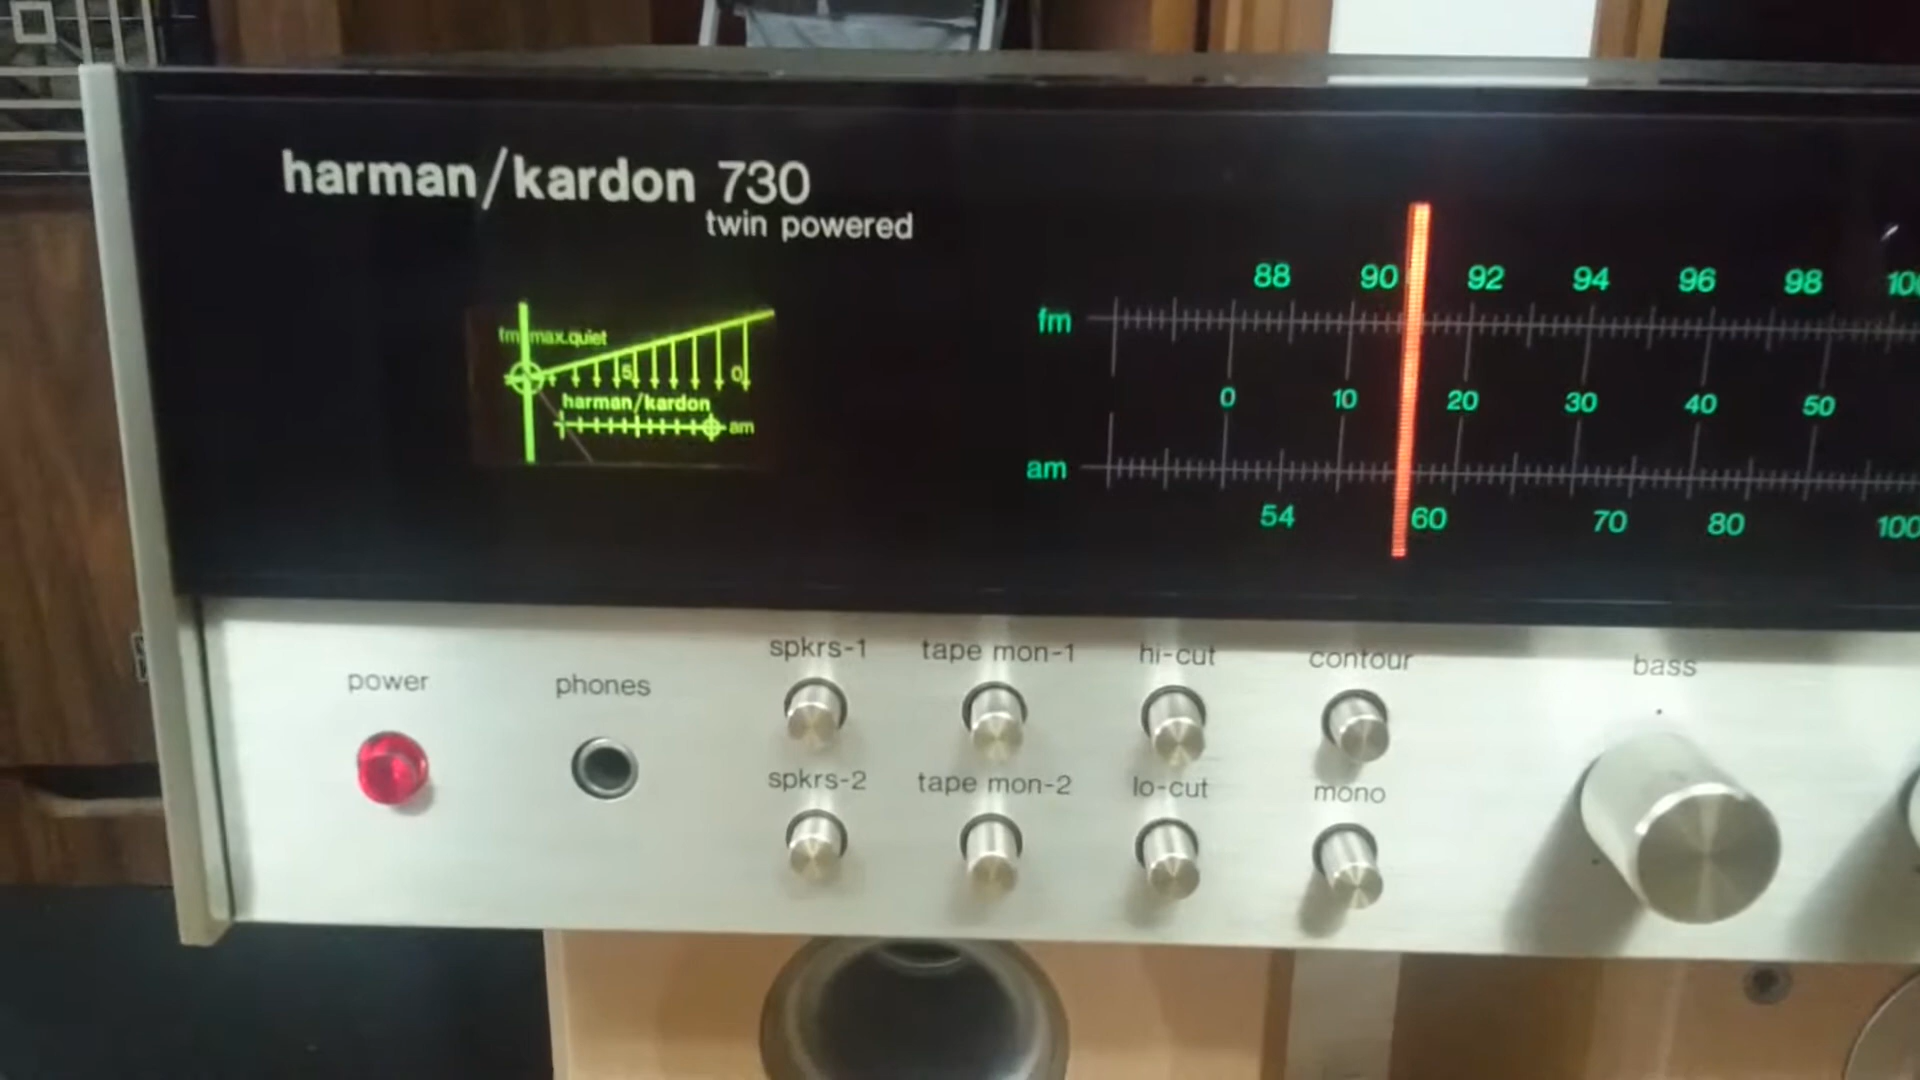 harman/kardon 730
twin powered
fm max.quiet
5 0
harman/kardon
am
88 90 92 94 96 98 100
fm
0 10 20 30 40 50
am
54 60 70 80 100
power phones spkrs-1 tape mon-1 hi-cut contour bass
spkrs-2 tape mon-2 lo-cut mono